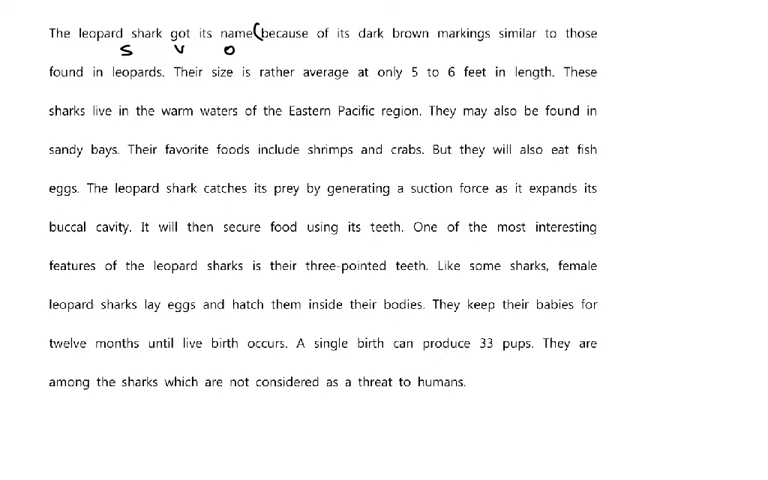 The leopard shark got its name(because of its dark brown markings similar to those
S V O
found in leopards. Their size is rather average at only 5 to 6 feet in length. These
sharks live in the warm waters of the Eastern Pacific region. They may also be found in
sandy bays. Their favorite foods include shrimps and crabs. But they will also eat fish
eggs. The leopard shark catches its prey by generating a suction force as it expands its
buccal cavity. It will then secure food using its teeth. One of the most interesting
features of the leopard sharks is their three-pointed teeth. Like some sharks, female
leopard sharks lay eggs and hatch them inside their bodies. They keep their babies for
twelve months until live birth occurs. A single birth can produce 33 pups. They are
among the sharks which are not considered as a threat to humans.